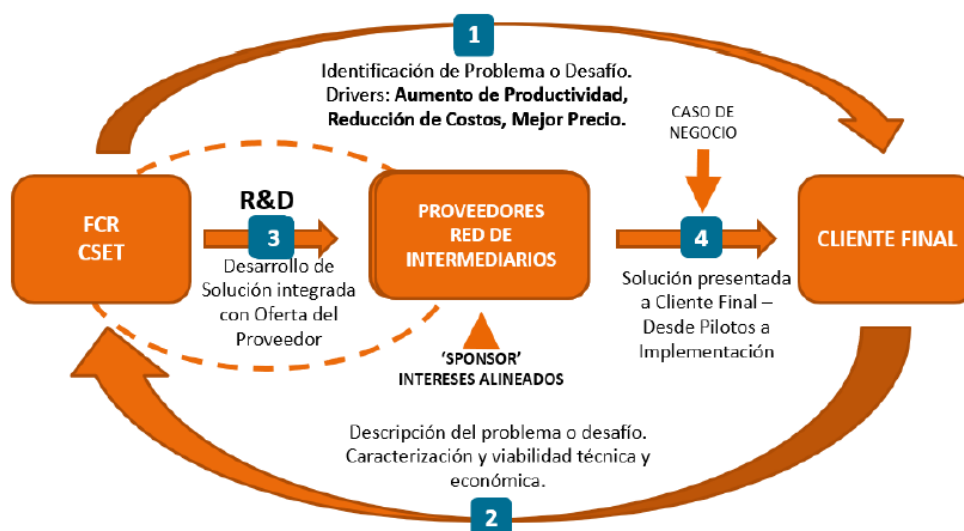 1
Identificación de Problema o Desafío.
Drivers: Aumento de Productividad,
Reducción de Costos, Mejor Precio.
CASO DE
NEGOCIO
FCR
CSET
R&D
3
Desarrollo de
Solución integrada
con Oferta del
Proveedor
PROVEEDORES
RED DE
INTERMEDIARIOS
'SPONSOR'
INTERESES ALINEADOS
4
Solución presentada
a Cliente Final –
Desde Pilotos a
Implementación
CLIENTE FINAL
Descripción del problema o desafío.
Caracterización y viabilidad técnica y
económica.
2